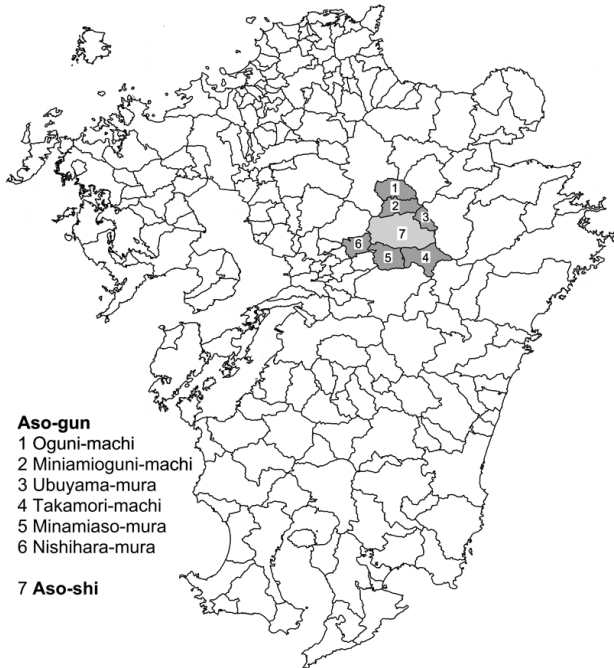 1
2
3
7
6
5
4
Aso-gun
1 Oguni-machi
2 Miniamioguni-machi
3 Ubuyama-mura
4 Takamori-machi
5 Minamiaso-mura
6 Nishihara-mura
7 Aso-shi